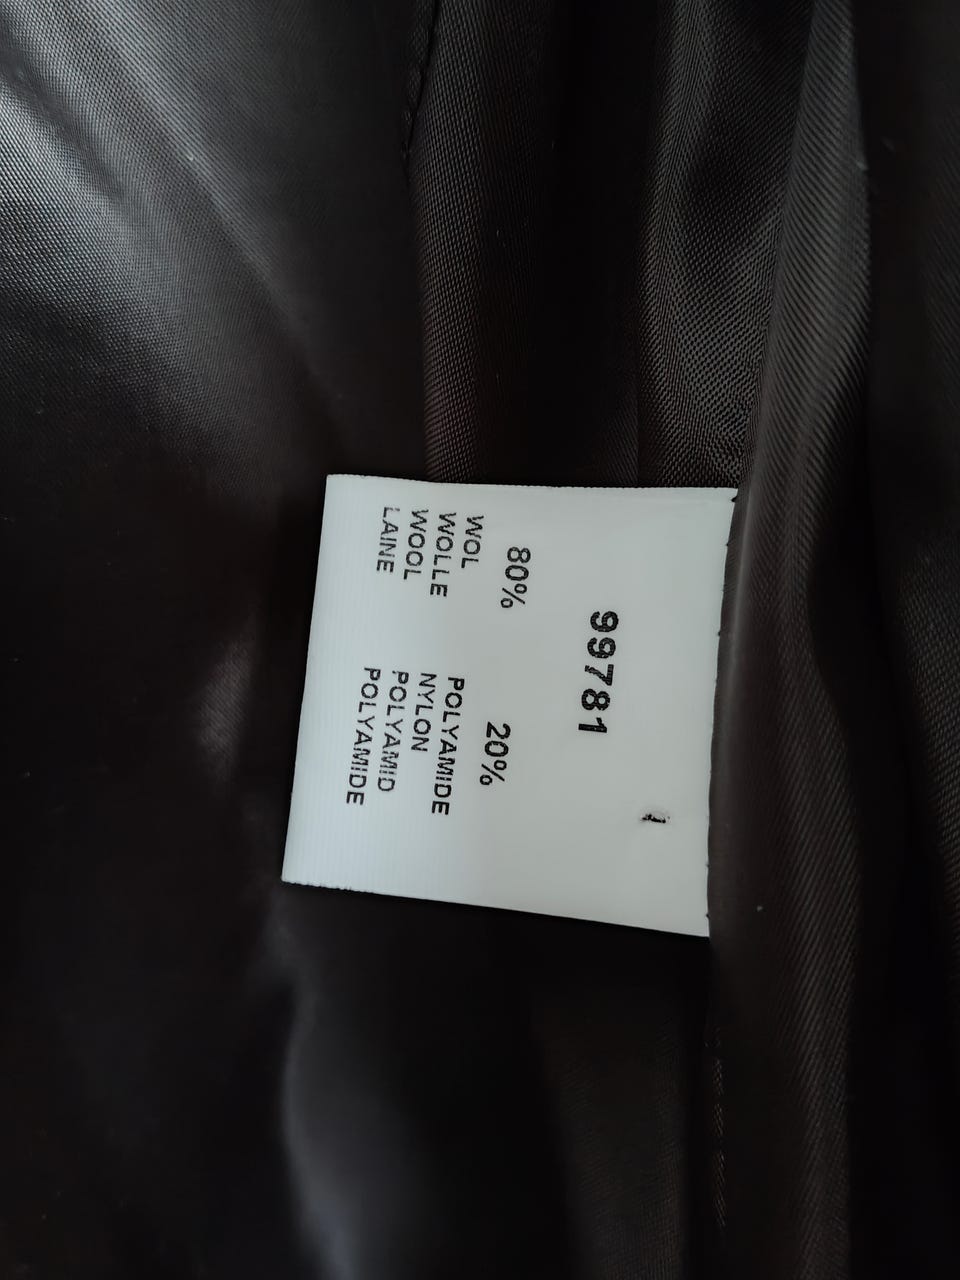 99781
80%
WOL
WOLLE
WOOL
LAINE
20%
POLYAMIDE
NYLON
POLYAMID
POLYAMIDE